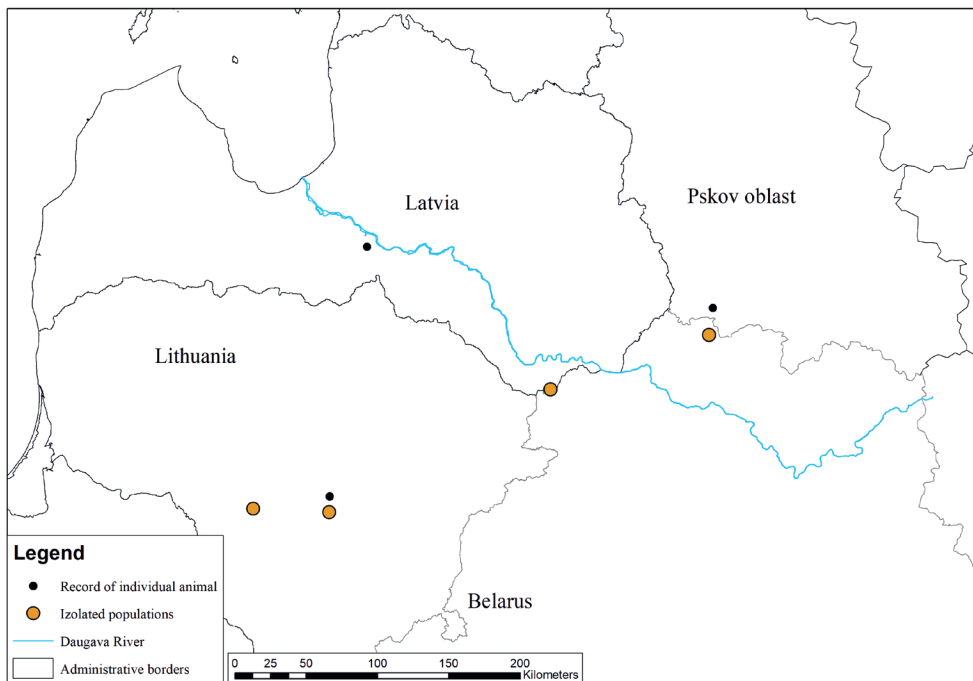 Latvia
Pskov oblast
Lithuania
Belarus
Legend
Record of individual animal
Izolated populations
Daugava River
Administrative borders
0 25 50 100 150 200
Kilometers